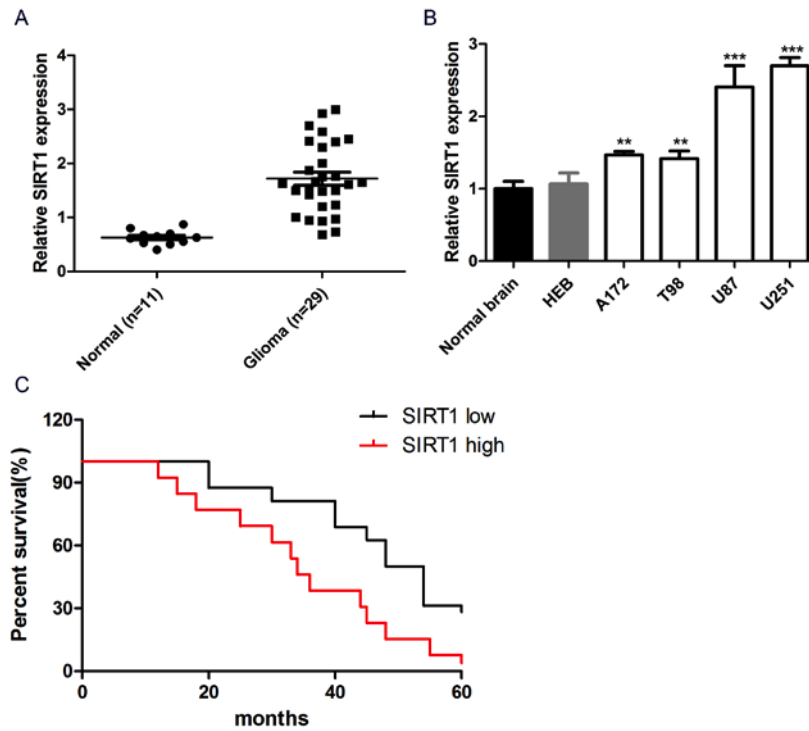 A
Relative SIRT1 expression
4
3
2
1
0
Normal (n=11)
Glioma (n=29)
B
Relative SIRT1 expression
3
2
1
0
** ** *** ***
Normal brain
HEB
A172
T98
U87
U251
C
SIRT1 low
SIRT1 high
Percent survival(%)
120
90
60
30
0
0 20 40 60
months